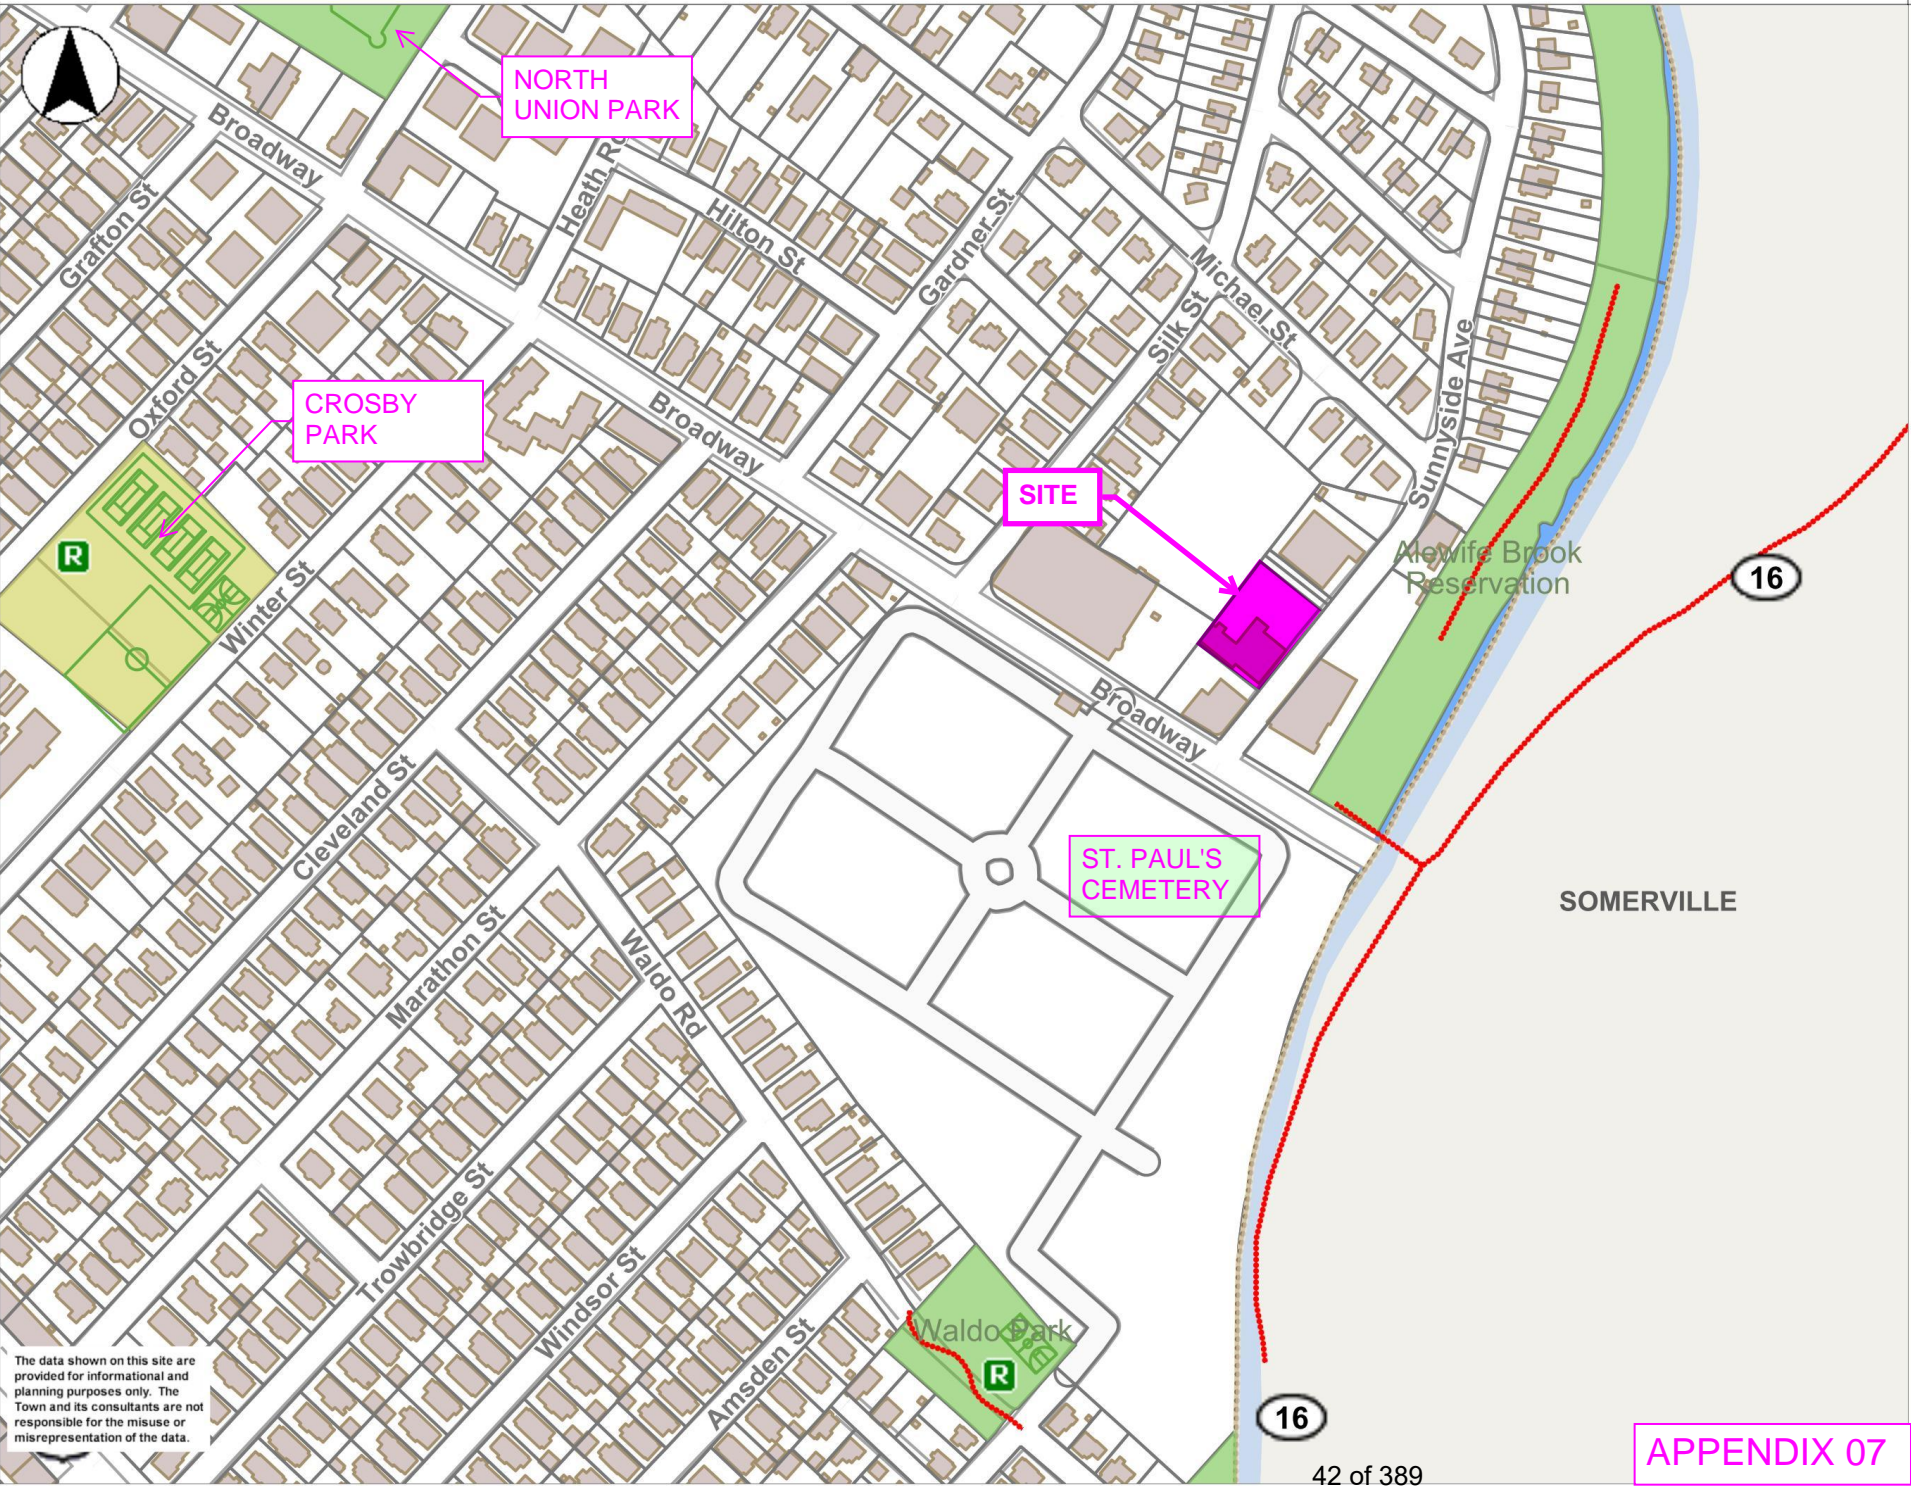 NORTH
UNION PARK
Broadway
Heath Rd
Grafton St
Hilton St
Gardner St
Michael St
Silk St
Oxford St
CROSBY
PARK
Broadway
Sunnyside Ave
SITE
R
Alewife Brook
Reservation
16
Winter St
Broadway
Cleveland St
ST. PAUL'S
CEMETERY
SOMERVILLE
Marathon St
Waldo Rd
Trowbridge St
Windsor St
Amsden St
Waldo Park
R
The data shown on this site are
provided for informational and
planning purposes only. The
Town and its consultants are not
responsible for the misuse or
misrepresentation of the data.
16
APPENDIX 07
42 of 389